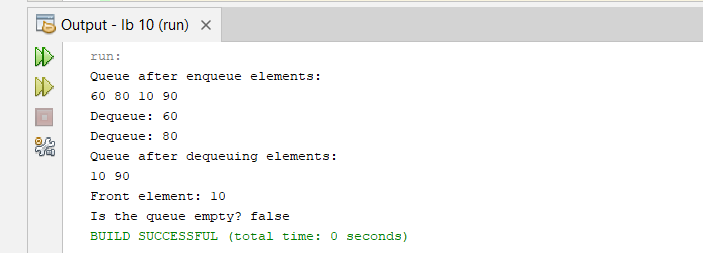 Output - lb 10 (run)
run:
Queue after enqueue elements:
60 80 10 90
Dequeue: 60
Dequeue: 80
Queue after dequeuing elements:
10 90
Front element: 10
Is the queue empty? false
BUILD SUCCESSFUL (total time: 0 seconds)